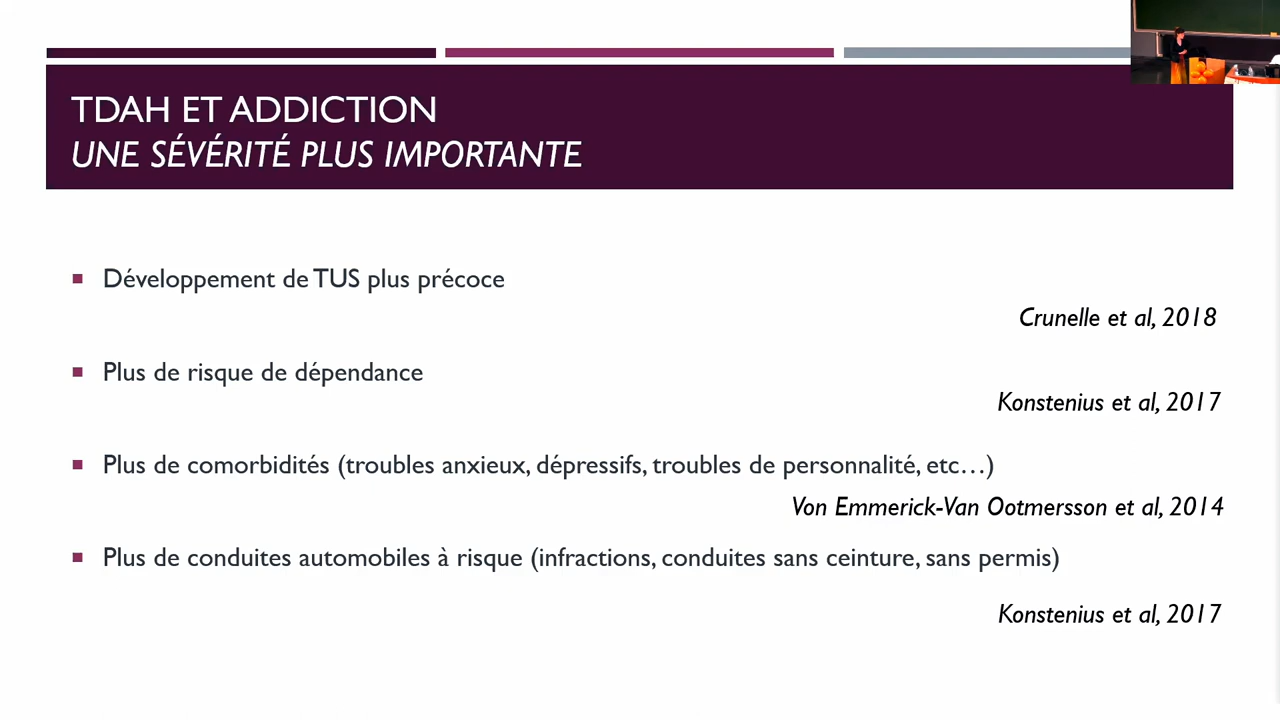 TDAH ET ADDICTION
UNE SÉVÉRITÉ PLUS IMPORTANTE
Développement de TUS plus précoce
Crunelle et al, 2018
Plus de risque de dépendance
Konstenius et al, 2017
Plus de comorbidités (troubles anxieux, dépressifs, troubles de personnalité, etc…)
Von Emmerick-Van Ootmersson et al, 2014
Plus de conduites automobiles à risque (infractions, conduites sans ceinture, sans permis)
Konstenius et al, 2017